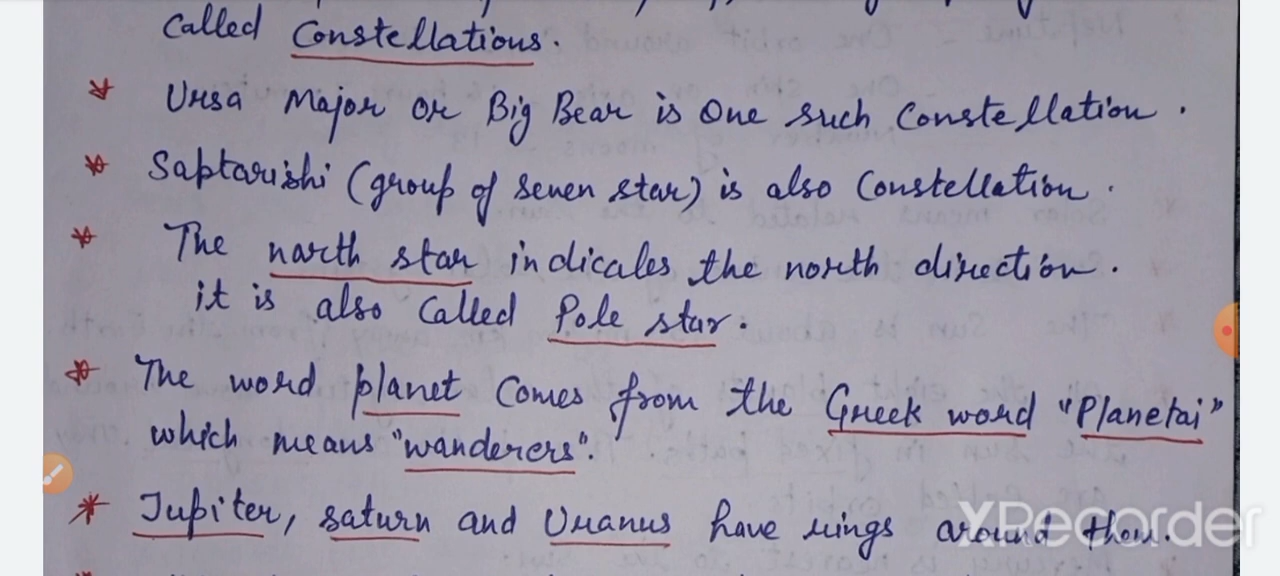 Called Constellations.
Ursa Major or Big Bear is One such Constellation.
Saptarishi (group of seven star) is also Constellation.
The north star indicales the north direction.
it is also Called Pole star.
The word planet Comes from the Greek word "Planetai"
which means "wanderers".
Jupiter, saturn and Uranus have rings around them.
XRecorder